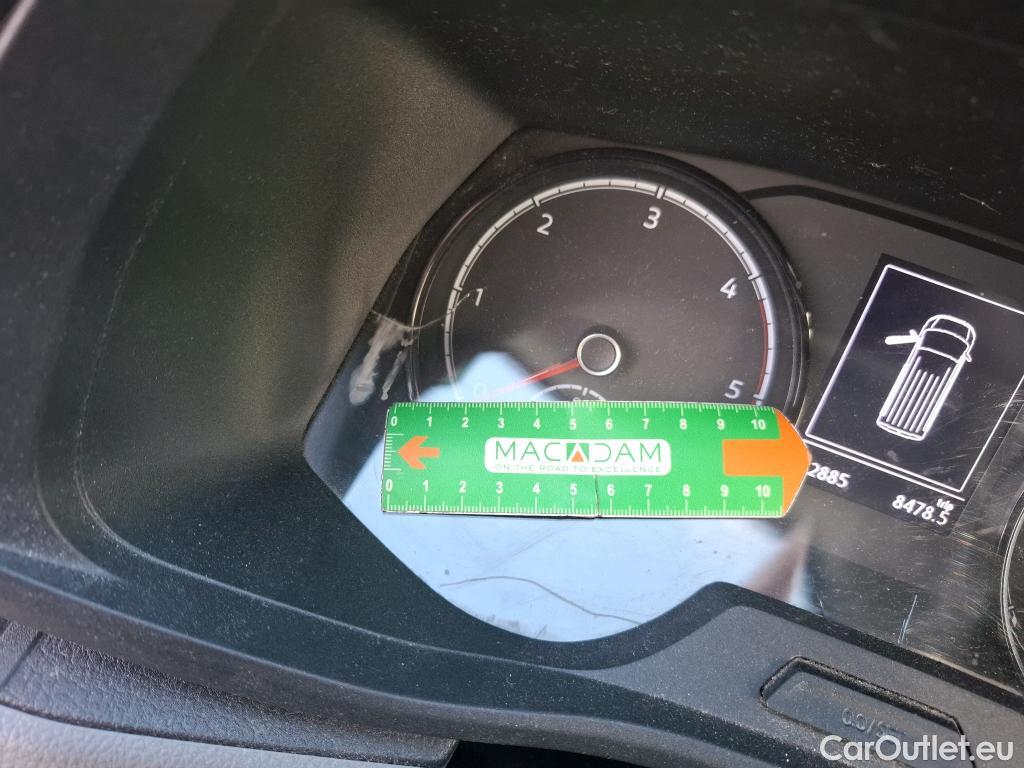 0 1 2 3 4 5
0 1 2 3 4 5 6 7 8 9 10
MACADAM
ON THE ROAD TO EXCELLENCE
0 1 2 3 4 5 6 7 8 9 10
2885
trip
8478.5
CarOutlet.eu